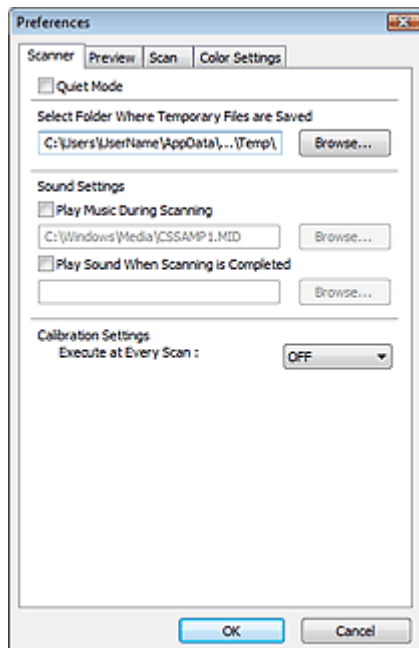 Preferences
Scanner Preview Scan Color Settings
Quiet Mode
Select Folder Where Temporary Files are Saved
C:\Users\UserName\AppData\,...\Temp\, Browse...
Sound Settings
Play Music During Scanning
C:\Windows\Media\CSSAMP1.MID Browse...
Play Sound When Scanning is Completed
Browse...
Calibration Settings
Execute at Every Scan : OFF
OK Cancel